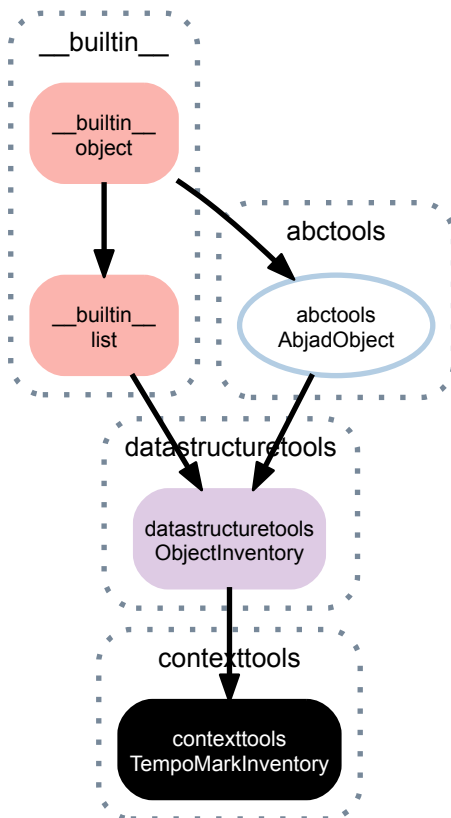 __builtin__
__builtin__
object
abctools
__builtin__
list
abctools
AbjadObject
datastructuretools
datastructuretools
ObjectInventory
contexttools
contexttools
TempoMarkInventory